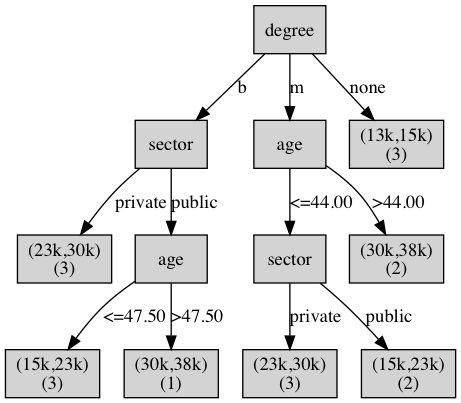 degree
b
m
none
sector
age
(13k,15k)
(3)
private
public
<=44.00
>44.00
(23k,30k)
(3)
age
sector
(30k,38k)
(2)
<=47.50
>47.50
private
public
(15k,23k)
(3)
(30k,38k)
(1)
(23k,30k)
(3)
(15k,23k)
(2)